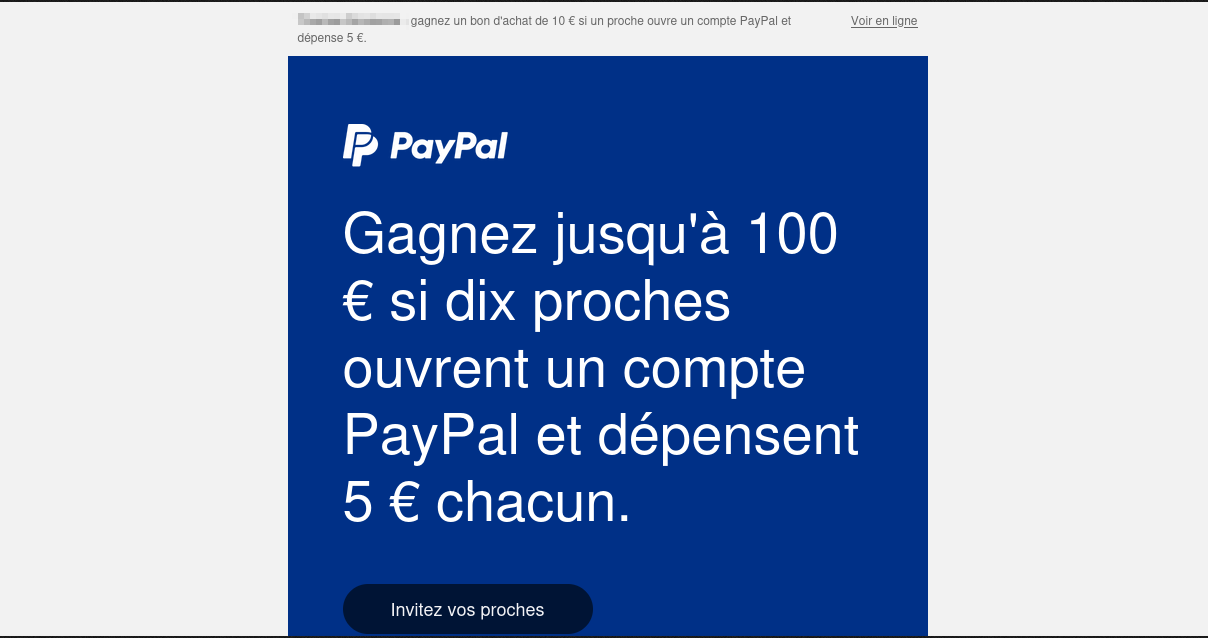 gagnez un bon d'achat de 10 € si un proche ouvre un compte PayPal et
dépense 5 €.
Voir en ligne
PayPal
Gagnez jusqu'à 100
€ si dix proches
ouvrent un compte
PayPal et dépensent
5 € chacun.
Invitez vos proches